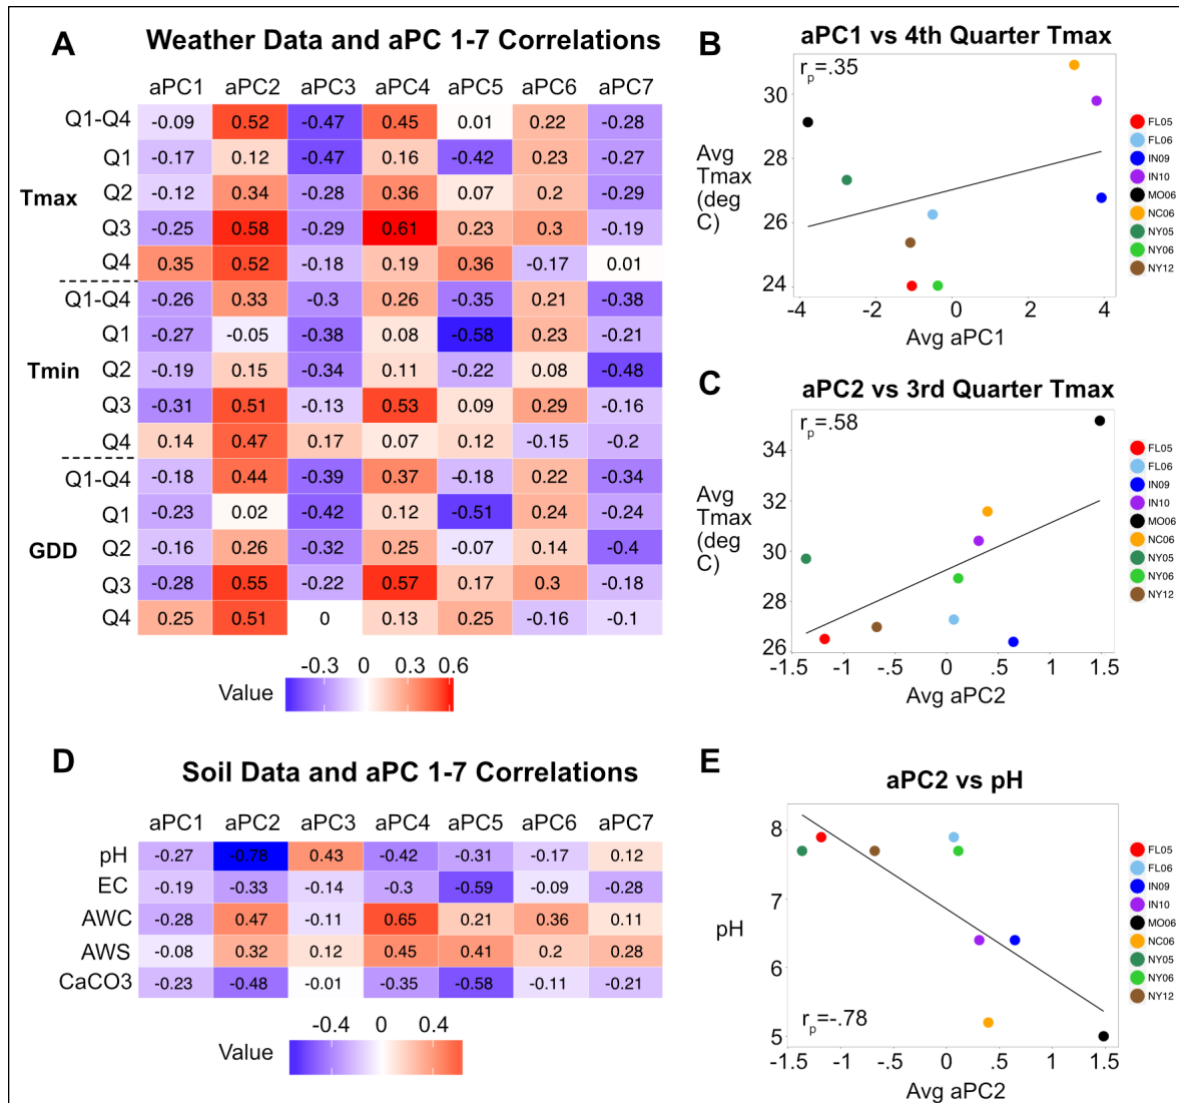 A Weather Data and aPC 1-7 Correlations
aPC1 aPC2 aPC3 aPC4 aPC5 aPC6 aPC7
Q1-Q4 -0.09 0.52 -0.47 0.45 0.01 0.22 -0.28
Q1 -0.17 0.12 -0.47 0.16 -0.42 0.23 -0.27
Tmax Q2 -0.12 0.34 -0.28 0.36 0.07 0.2 -0.29
Q3 -0.25 0.58 -0.29 0.61 0.23 0.3 -0.19
Q4 0.35 0.52 -0.18 0.19 0.36 -0.17 0.01
Q1-Q4 -0.26 0.33 -0.3 0.26 -0.35 0.21 -0.38
Q1 -0.27 -0.05 -0.38 0.08 -0.58 0.23 -0.21
Tmin Q2 -0.19 0.15 -0.34 0.11 -0.22 0.08 -0.48
Q3 -0.31 0.51 -0.13 0.53 0.09 0.29 -0.16
Q4 0.14 0.47 0.17 0.07 0.12 -0.15 -0.2
Q1-Q4 -0.18 0.44 -0.39 0.37 -0.18 0.22 -0.34
Q1 -0.23 0.02 -0.42 0.12 -0.51 0.24 -0.24
GDD Q2 -0.16 0.26 -0.32 0.25 -0.07 0.14 -0.4
Q3 -0.28 0.55 -0.22 0.57 0.17 0.3 -0.18
Q4 0.25 0.51 0 0.13 0.25 -0.16 -0.1
-0.3 0 0.3 0.6
Value
B aPC1 vs 4th Quarter Tmax
rp=.35
30
28
26
24
Avg
Tmax
(deg
C)
-4 -2 0 2 4
Avg aPC1
FL05
FL06
IN09
IN10
MO06
NC06
NY05
NY06
NY12
C aPC2 vs 3rd Quarter Tmax
rp=.58
34
32
30
28
26
Avg
Tmax
(deg
C)
-1.5 -1 -.5 0 .5 1 1.5
Avg aPC2
FL05
FL06
IN09
IN10
MO06
NC06
NY05
NY06
NY12
D Soil Data and aPC 1-7 Correlations
aPC1 aPC2 aPC3 aPC4 aPC5 aPC6 aPC7
pH -0.27 -0.78 0.43 -0.42 -0.31 -0.17 0.12
EC -0.19 -0.33 -0.14 -0.3 -0.59 -0.09 -0.28
AWC -0.28 0.47 -0.11 0.65 0.21 0.36 0.11
AWS -0.08 0.32 0.12 0.45 0.41 0.2 0.28
CaCO3 -0.23 -0.48 -0.01 -0.35 -0.58 -0.11 -0.21
-0.4 0 0.4
Value
E aPC2 vs pH
8
7
6
5
pH
rp=-.78
-1.5 -1 -.5 0 .5 1 1.5
Avg aPC2
FL05
FL06
IN09
IN10
MO06
NC06
NY05
NY06
NY12